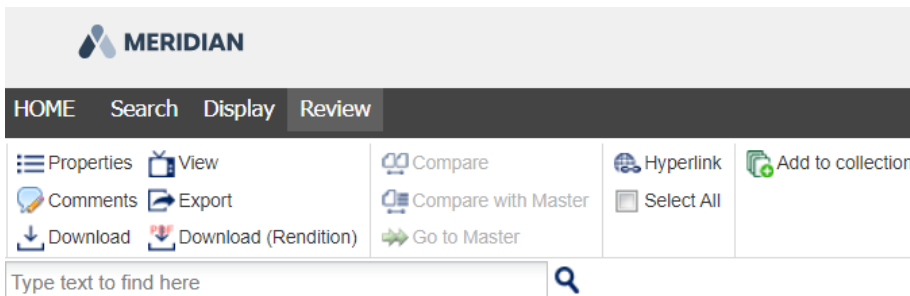 MERIDIAN
HOME Search Display Review
Properties View Compare Hyperlink Add to collection
Comments Export Compare with Master Select All
Download PDF Download (Rendition) Go to Master
Type text to find here